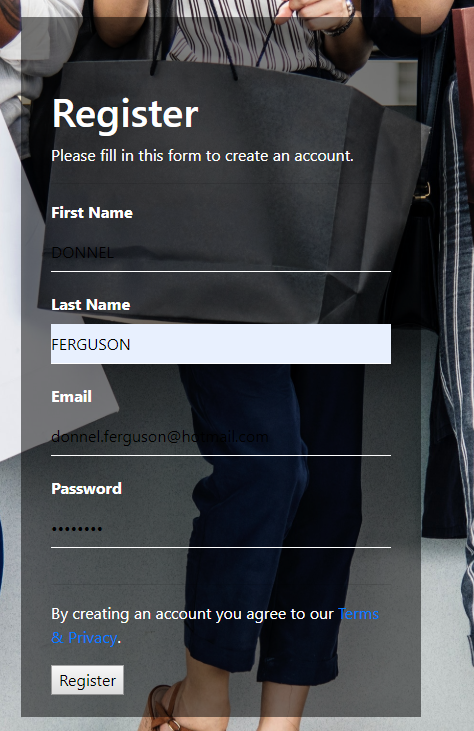 Register
Please fill in this form to create an account.
First Name
DONNEL
Last Name
FERGUSON
Email
donnel.ferguson@hotmail.com
Password
••••••••
By creating an account you agree to our Terms
& Privacy.
Register